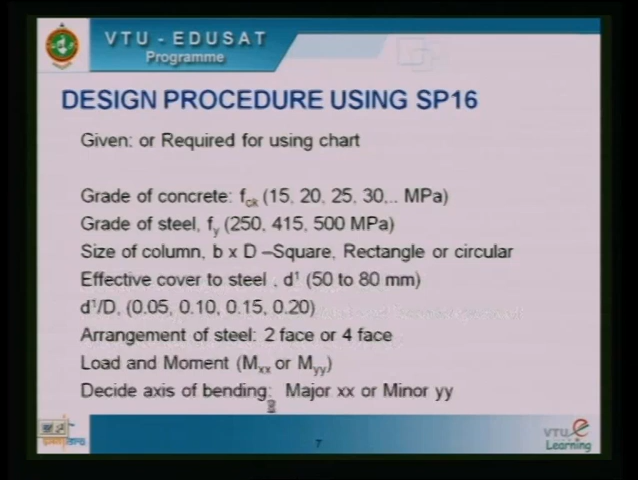 VTU - EDUSAT
Programme
DESIGN PROCEDURE USING SP16
Given: or Required for using chart
Grade of concrete: fck (15, 20, 25, 30,.. MPa)
Grade of steel, fy (250, 415, 500 MPa)
Size of column, b x D –Square, Rectangle or circular
Effective cover to steel , d¹ (50 to 80 mm)
d¹/D, (0.05, 0.10, 0.15, 0.20)
Arrangement of steel: 2 face or 4 face
Load and Moment (Mxx or Myy)
Decide axis of bending: Major xx or Minor yy
7
VTU e
Learning